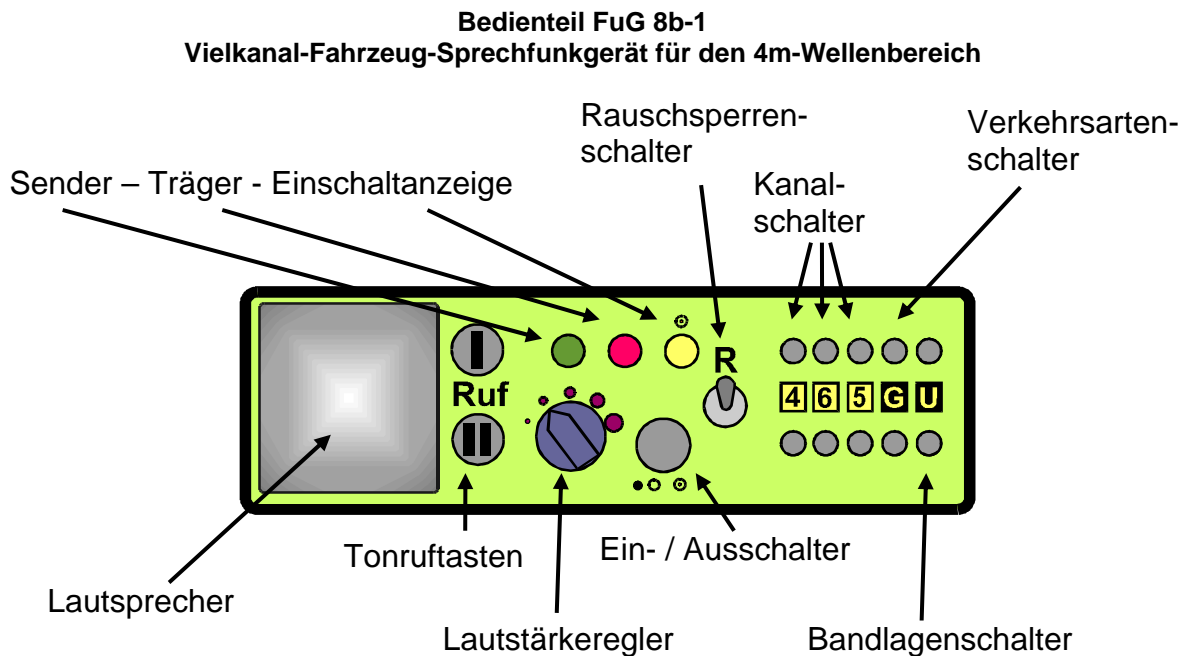 Bedienteil FuG 8b-1
Vielkanal-Fahrzeug-Sprechfunkgerät für den 4m-Wellenbereich
Rauschsperren-
schalter
Verkehrsarten-
schalter
Sender – Träger - Einschaltanzeige
Kanal-
schalter
I
R
Ruf
4 6 5 G U
II
Tonruftasten
Ein- / Ausschalter
Lautsprecher
Lautstärkeregler
Bandlagenschalter